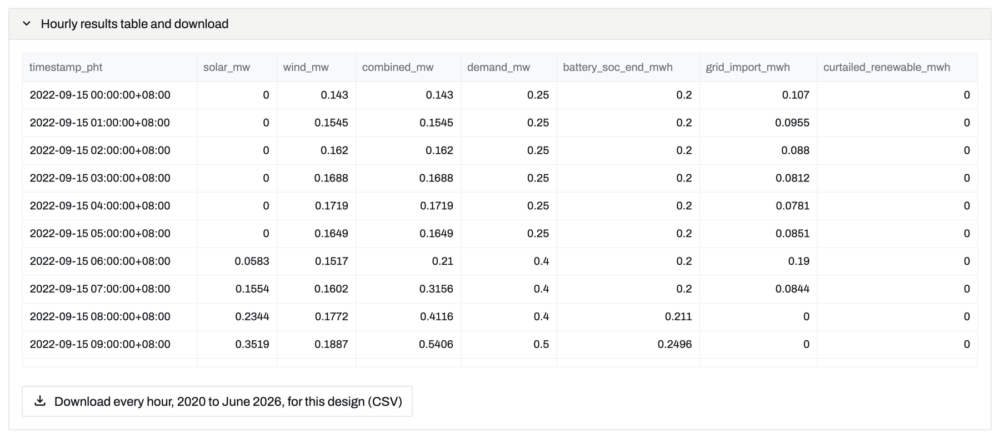 Hourly results table and download
timestamp_pht solar_mw wind_mw combined_mw demand_mw battery_soc_end_mwh grid_import_mwh curtailed_renewable_mwh
2022-09-15 00:00:00+08:00 0 0.143 0.143 0.25 0.2 0.107 0
2022-09-15 01:00:00+08:00 0 0.1545 0.1545 0.25 0.2 0.0955 0
2022-09-15 02:00:00+08:00 0 0.162 0.162 0.25 0.2 0.088 0
2022-09-15 03:00:00+08:00 0 0.1688 0.1688 0.25 0.2 0.0812 0
2022-09-15 04:00:00+08:00 0 0.1719 0.1719 0.25 0.2 0.0781 0
2022-09-15 05:00:00+08:00 0 0.1649 0.1649 0.25 0.2 0.0851 0
2022-09-15 06:00:00+08:00 0.0583 0.1517 0.21 0.4 0.2 0.19 0
2022-09-15 07:00:00+08:00 0.1554 0.1602 0.3156 0.4 0.2 0.0844 0
2022-09-15 08:00:00+08:00 0.2344 0.1772 0.4116 0.4 0.211 0 0
2022-09-15 09:00:00+08:00 0.3519 0.1887 0.5406 0.5 0.2496 0 0
Download every hour, 2020 to June 2026, for this design (CSV)